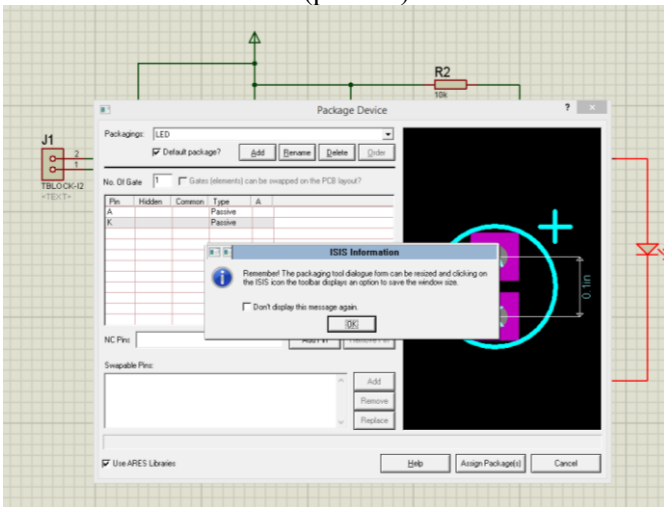 R2
10k
J1
2
1
TBLOCK-I2
<TEXT>
Package Device
?
Packagings: LED
Default package?
Add
Rename
Delete
Order
No. Of Gate 1
Gates (elements) can be swapped on the PCB layout?
Pin Hidden Common Type A
A Passive
K Passive
ISIS Information
Remember! The packaging tool dialogue form can be resized and clicking on
the ISIS icon the toolbar displays an option to save the window size.
Don't display this message again.
OK
0.1in
NC Pins
Swapable Pins:
Add
Remove
Replace
Use ARES Libraries
Help
Assign Package(s)
Cancel